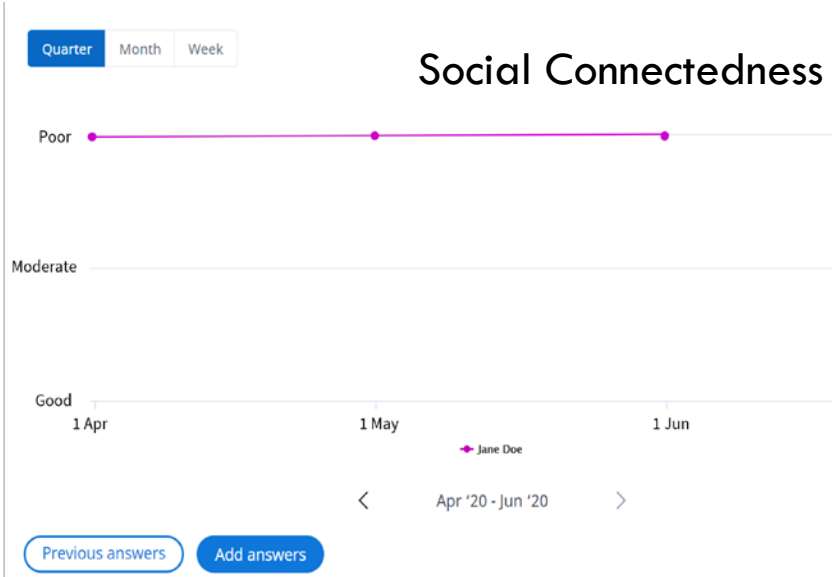 Quarter Month Week
Social Connectedness
Poor
Moderate
Good
1 Apr 1 May 1 Jun
Jane Doe
< Apr ‘20 - Jun ‘20 >
Previous answers Add answers